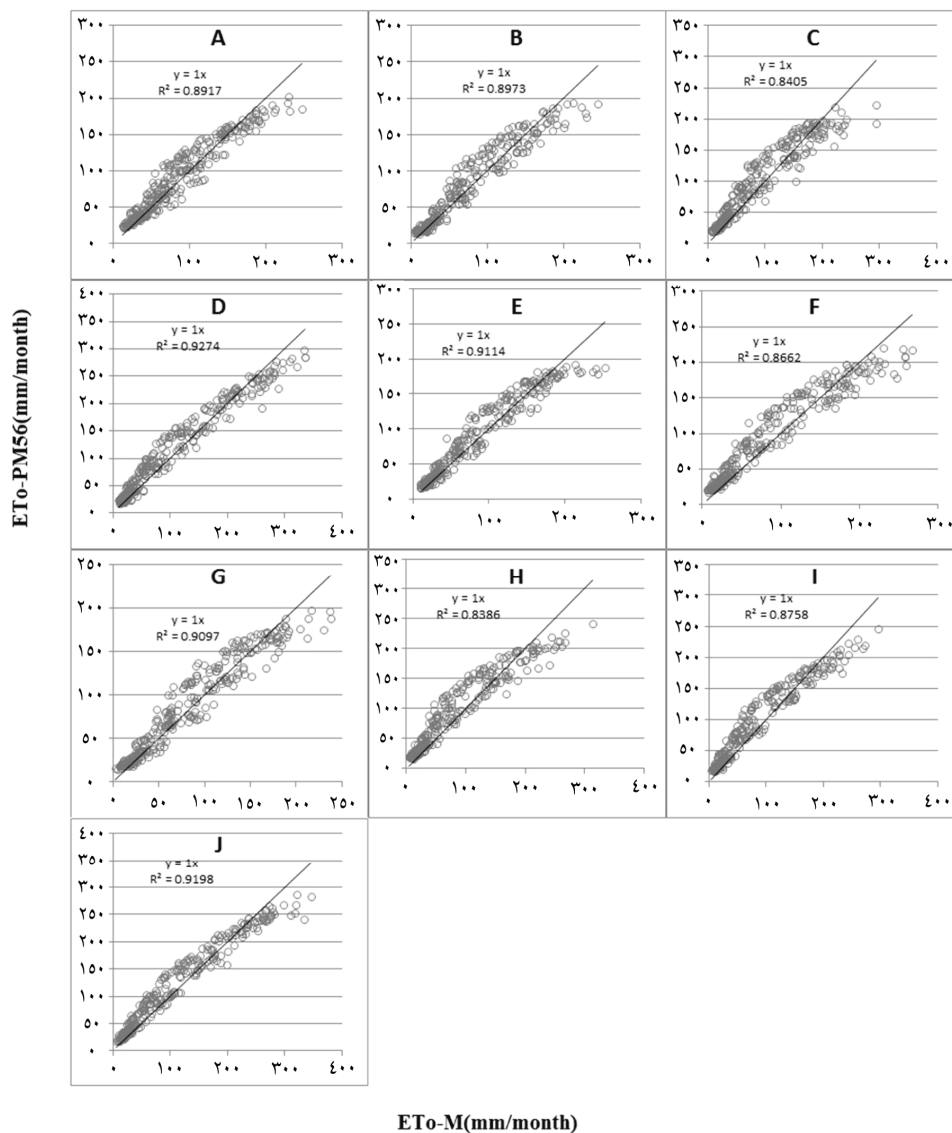 ETo-PM56(mm/month)
A
y = 1x
R² = 0.8917
٣٠٠
٢٥٠
٢٠٠
١٥٠
١٠٠
٥٠
٠
٠ ١٠٠ ٢٠٠ ٣٠٠
B
y = 1x
R² = 0.8973
٣٠٠
٢٥٠
٢٠٠
١٥٠
١٠٠
٥٠
٠
٠ ١٠٠ ٢٠٠ ٣٠٠
C
y = 1x
R² = 0.8405
٣٠٠
٢٥٠
٢٠٠
١٥٠
١٠٠
٥٠
٠
٠ ١٠٠ ٢٠٠ ٣٠٠ ٤٠٠
D
y = 1x
R² = 0.9274
٤٠٠
٣٥٠
٣٠٠
٢٥٠
٢٠٠
١٥٠
١٠٠
٥٠
٠
٠ ١٠٠ ٢٠٠ ٣٠٠ ٤٠٠
E
y = 1x
R² = 0.9114
٣٠٠
٢٥٠
٢٠٠
١٥٠
١٠٠
٥٠
٠
٠ ١٠٠ ٢٠٠ ٣٠٠
F
y = 1x
R² = 0.8662
٣٠٠
٢٥٠
٢٠٠
١٥٠
١٠٠
٥٠
٠
٠ ١٠٠ ٢٠٠ ٣٠٠
G
y = 1x
R² = 0.9097
٢٥٠
٢٠٠
١٥٠
١٠٠
٥٠
٠
٠ ٥٠ ١٠٠ ١٥٠ ٢٠٠ ٢٥٠
H
y = 1x
R² = 0.8386
٣٥٠
٣٠٠
٢٥٠
٢٠٠
١٥٠
١٠٠
٥٠
٠
٠ ١٠٠ ٢٠٠ ٣٠٠ ٤٠٠
I
y = 1x
R² = 0.8758
٣٥٠
٣٠٠
٢٥٠
٢٠٠
١٥٠
١٠٠
٥٠
٠
٠ ١٠٠ ٢٠٠ ٣٠٠ ٤٠٠
J
y = 1x
R² = 0.9198
٤٠٠
٣٥٠
٣٠٠
٢٥٠
٢٠٠
١٥٠
١٠٠
٥٠
٠
٠ ١٠٠ ٢٠٠ ٣٠٠ ٤٠٠
ETo-M(mm/month)